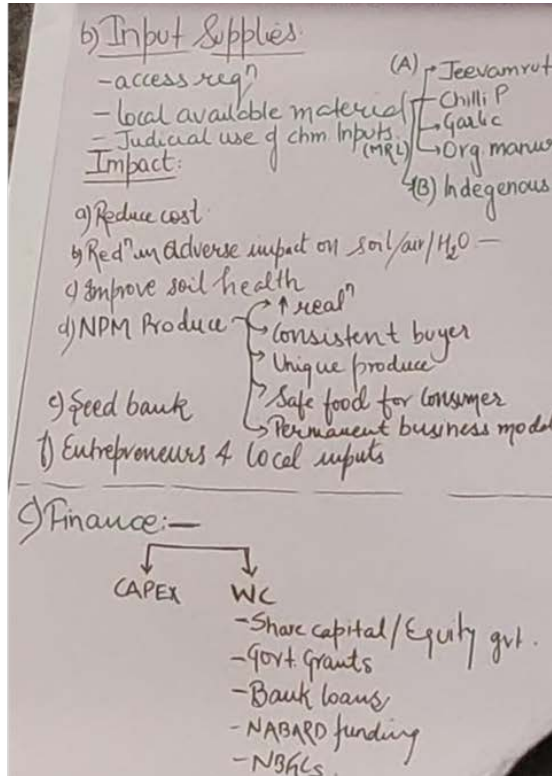 b) Input Supplies.
- access reqⁿ
- local available material
- Judicial use of chm Inputs.
(MRL)
(A) Jeevamrut
Chilli P
Garlic
Org. manur
(B) Indegenous
Impact:
a) Reduce cost.
b) Redⁿ in adverse impact on soil/air/H₂O —
c) Improve soil health
d) NPM Produce
↑ realⁿ
Consistent buyer
Unique produce
Safe food for consumer
Permanent business model
e) Seed bank
f) Entrepreneurs 4 local inputs
c) Finance:—
CAPEX WC
- Share capital / Equity gvt.
- Govt. Grants
- Bank loans
- NABARD funding